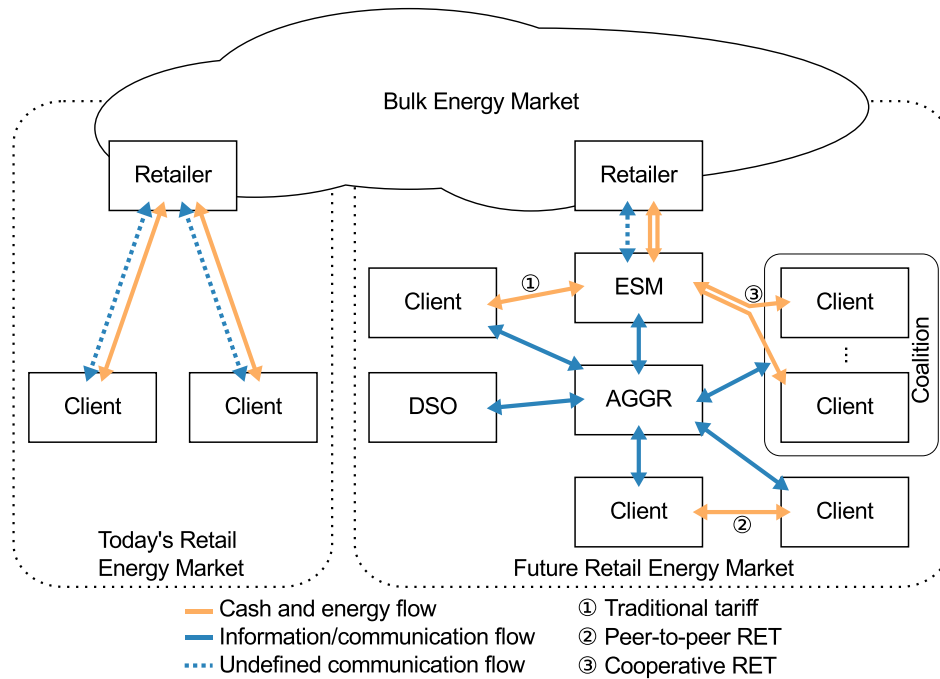 Bulk Energy Market
Retailer
Retailer
Client
①
ESM
③
Client
...
Coalition
Client
Client
DSO
AGGR
Client
Client
②
Client
Today's Retail
Energy Market
Future Retail Energy Market
Cash and energy flow
Information/communication flow
Undefined communication flow
① Traditional tariff
② Peer-to-peer RET
③ Cooperative RET